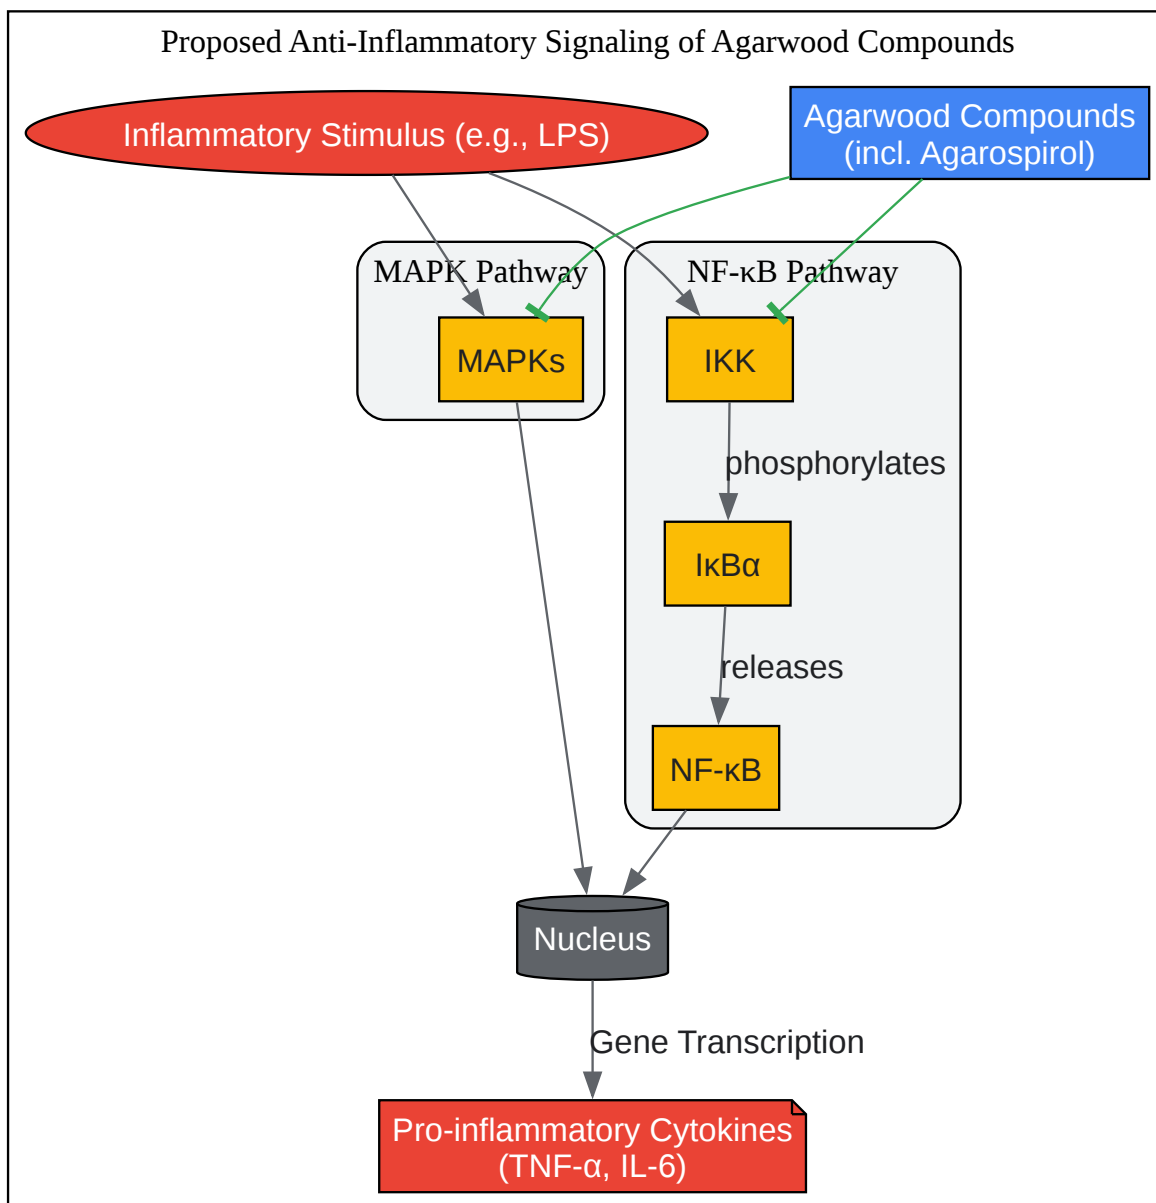 Proposed Anti-Inflammatory Signaling of Agarwood Compounds
Inflammatory Stimulus (e.g., LPS)
Agarwood Compounds
(incl. Agarospirol)
MAPK Pathway
NF-κB Pathway
MAPKs
IKK
phosphorylates
IκBα
releases
NF-κB
Nucleus
Gene Transcription
Pro-inflammatory Cytokines
(TNF-α, IL-6)